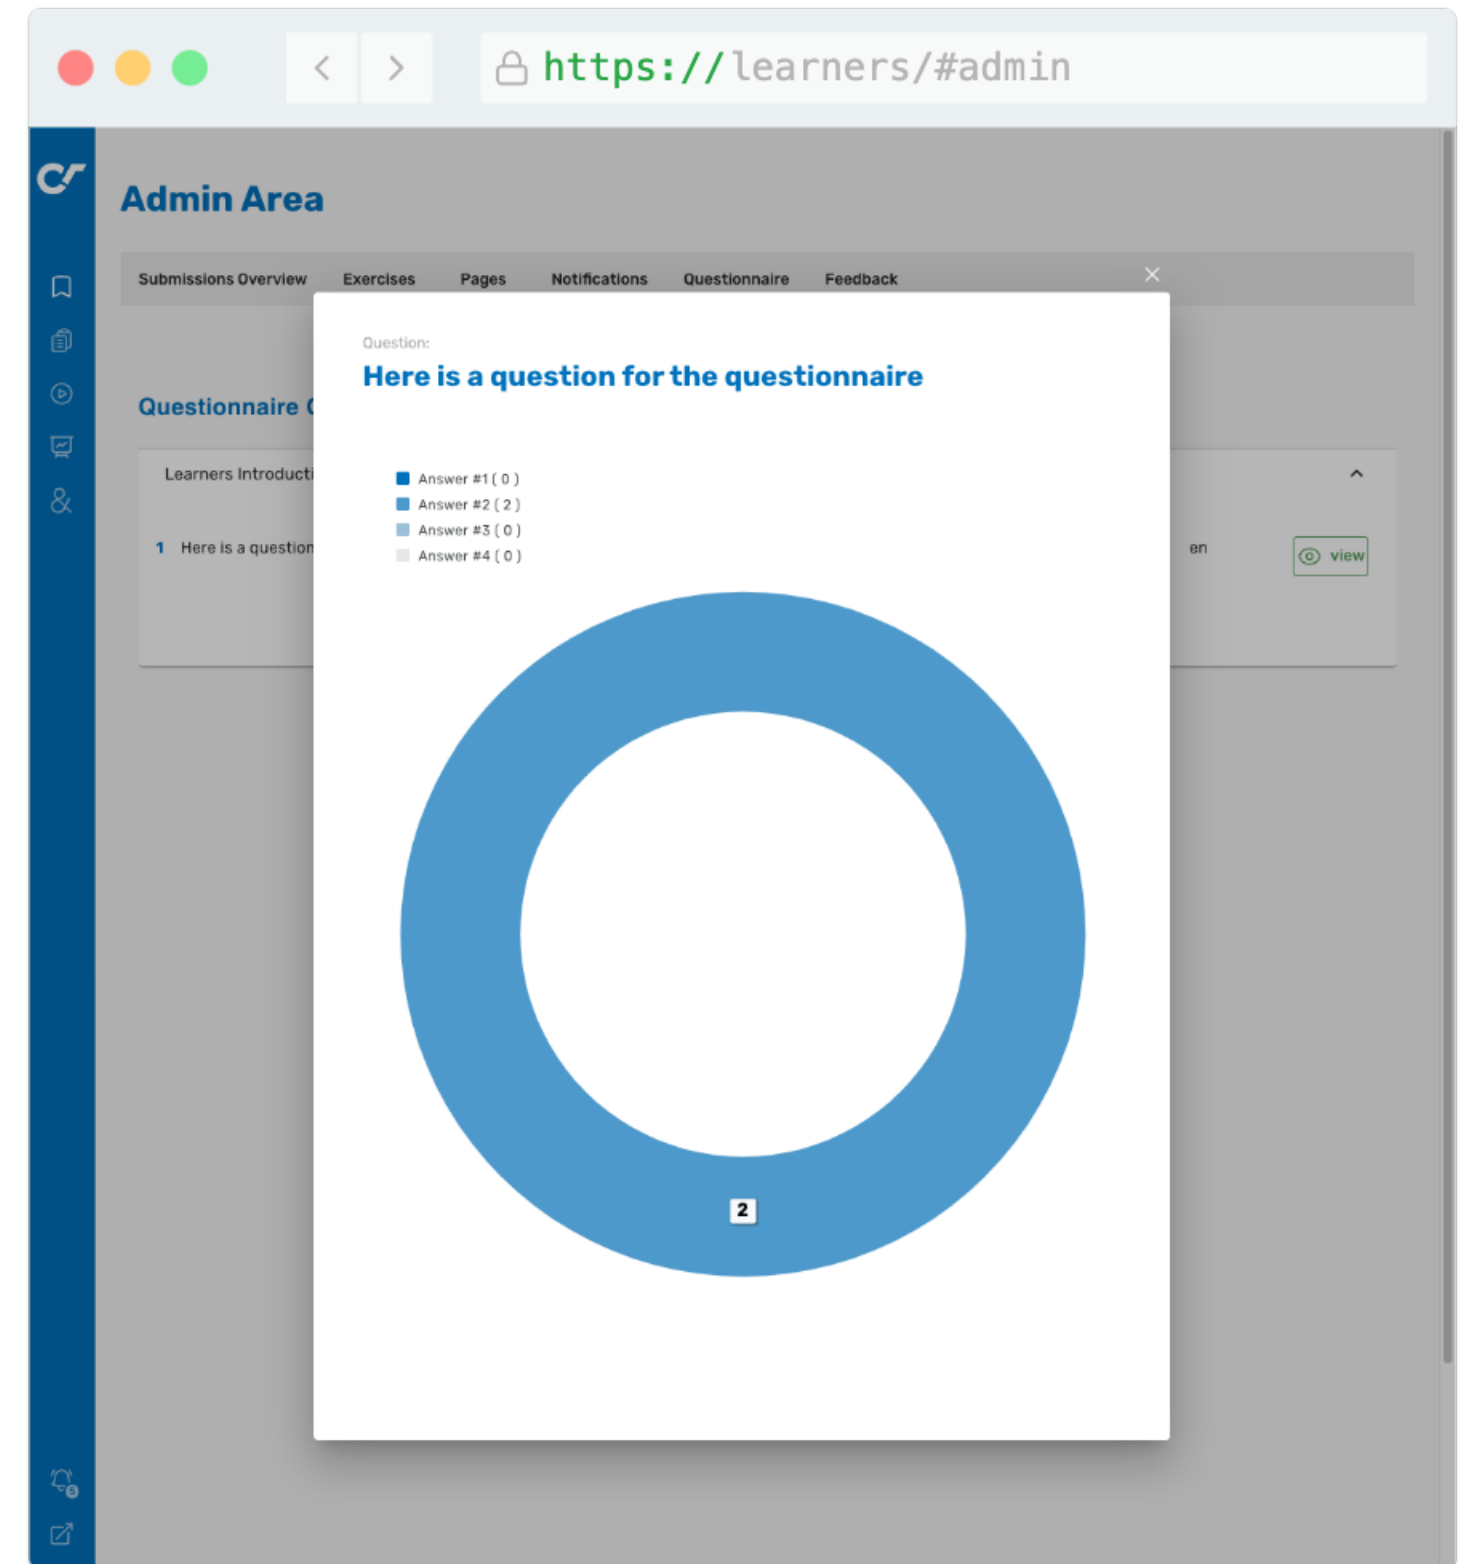 https://learners/#admin
Admin Area
Submissions Overview Exercises Pages Notifications Questionnaire Feedback
Question:
Here is a question for the questionnaire
Questionnaire
Learners Introducti
Answer #1 ( 0 )
Answer #2 ( 2 )
Answer #3 ( 0 )
Answer #4 ( 0 )
1 Here is a question
en
view
2